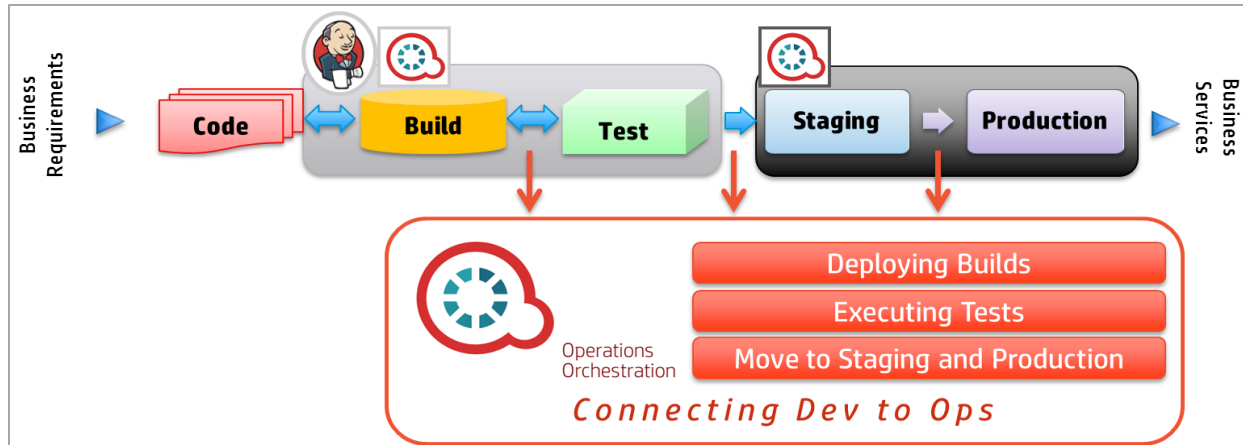 Business
Requirements
Code
Build
Test
Staging
Production
Business
Services
Operations
Orchestration
Deploying Builds
Executing Tests
Move to Staging and Production
Connecting Dev to Ops